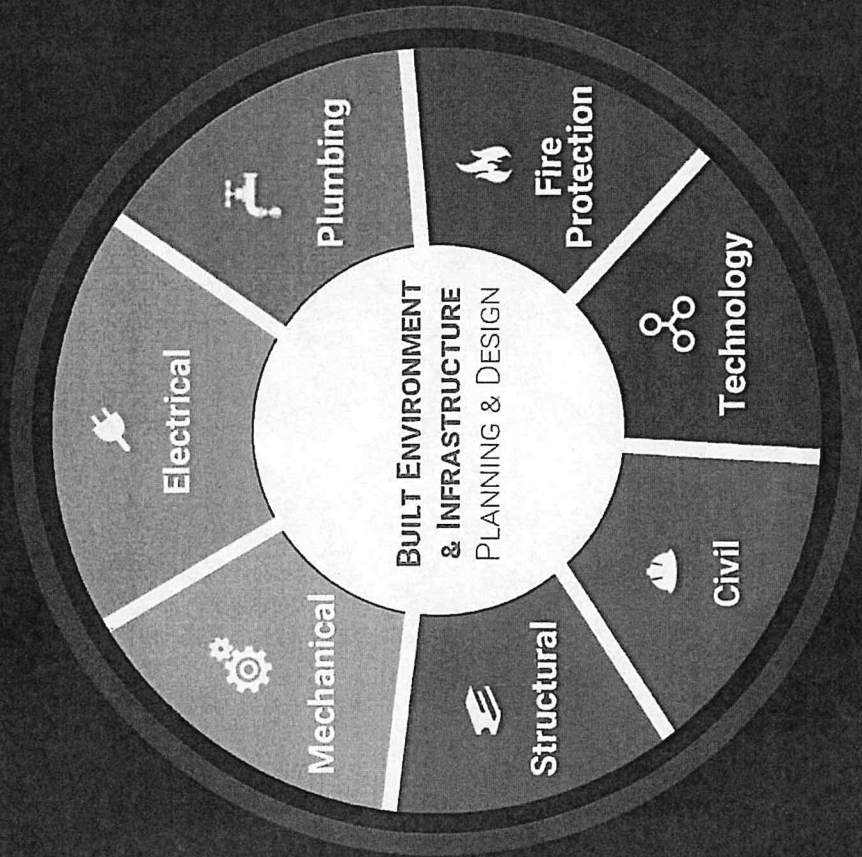 BUILT ENVIRONMENT
& INFRASTRUCTURE
PLANNING & DESIGN
Mechanical
Electrical
Plumbing
Fire
Protection
Technology
Civil
Structural